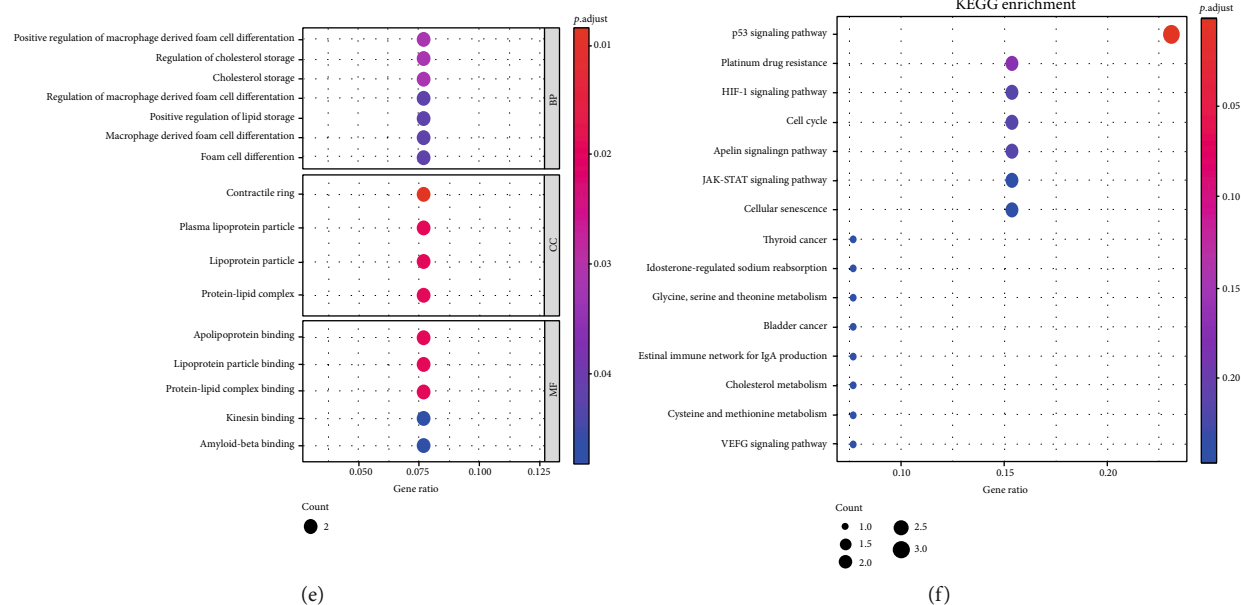 p.adjust
Positive regulation of macrophage derived foam cell differentation
Regulation of cholesterol storage
Cholesterol storage
Regulation of macrophage derived foam cell differentation
Positive regulation of lipid storage
Macrophage derived foam cell differentation
Foam cell differention
BP
Contractile ring
Plasma lipoprotein particle
Lipoprotein particle
Protein-lipid complex
CC
Apolipoprotein binding
Lipoprotein particle binding
Protein-lipid complex binding
Kinesin binding
Amyloid-beta binding
MF
0.01
0.02
0.03
0.04
0.050 0.075 0.100 0.125
Gene ratio
Count
2
(e)
KEGG enrichment
p.adjust
p53 signaling pathway
Platinum drug resistance
HIF-1 signaling pathway
Cell cycle
Apelin signalingn pathway
JAK-STAT signaling pathway
Cellular senescence
Thyroid cancer
Idosterone-regulated sodium reabsorption
Glycine, serine and theonine metabolism
Bladder cancer
Estinal immune network for IgA production
Cholesterol metabolism
Cysteine and methionine metabolism
VEFG signaling pathway
0.05
0.10
0.15
0.20
0.10 0.15 0.20
Gene ratio
Count
1.0 2.5
1.5 3.0
2.0
(f)